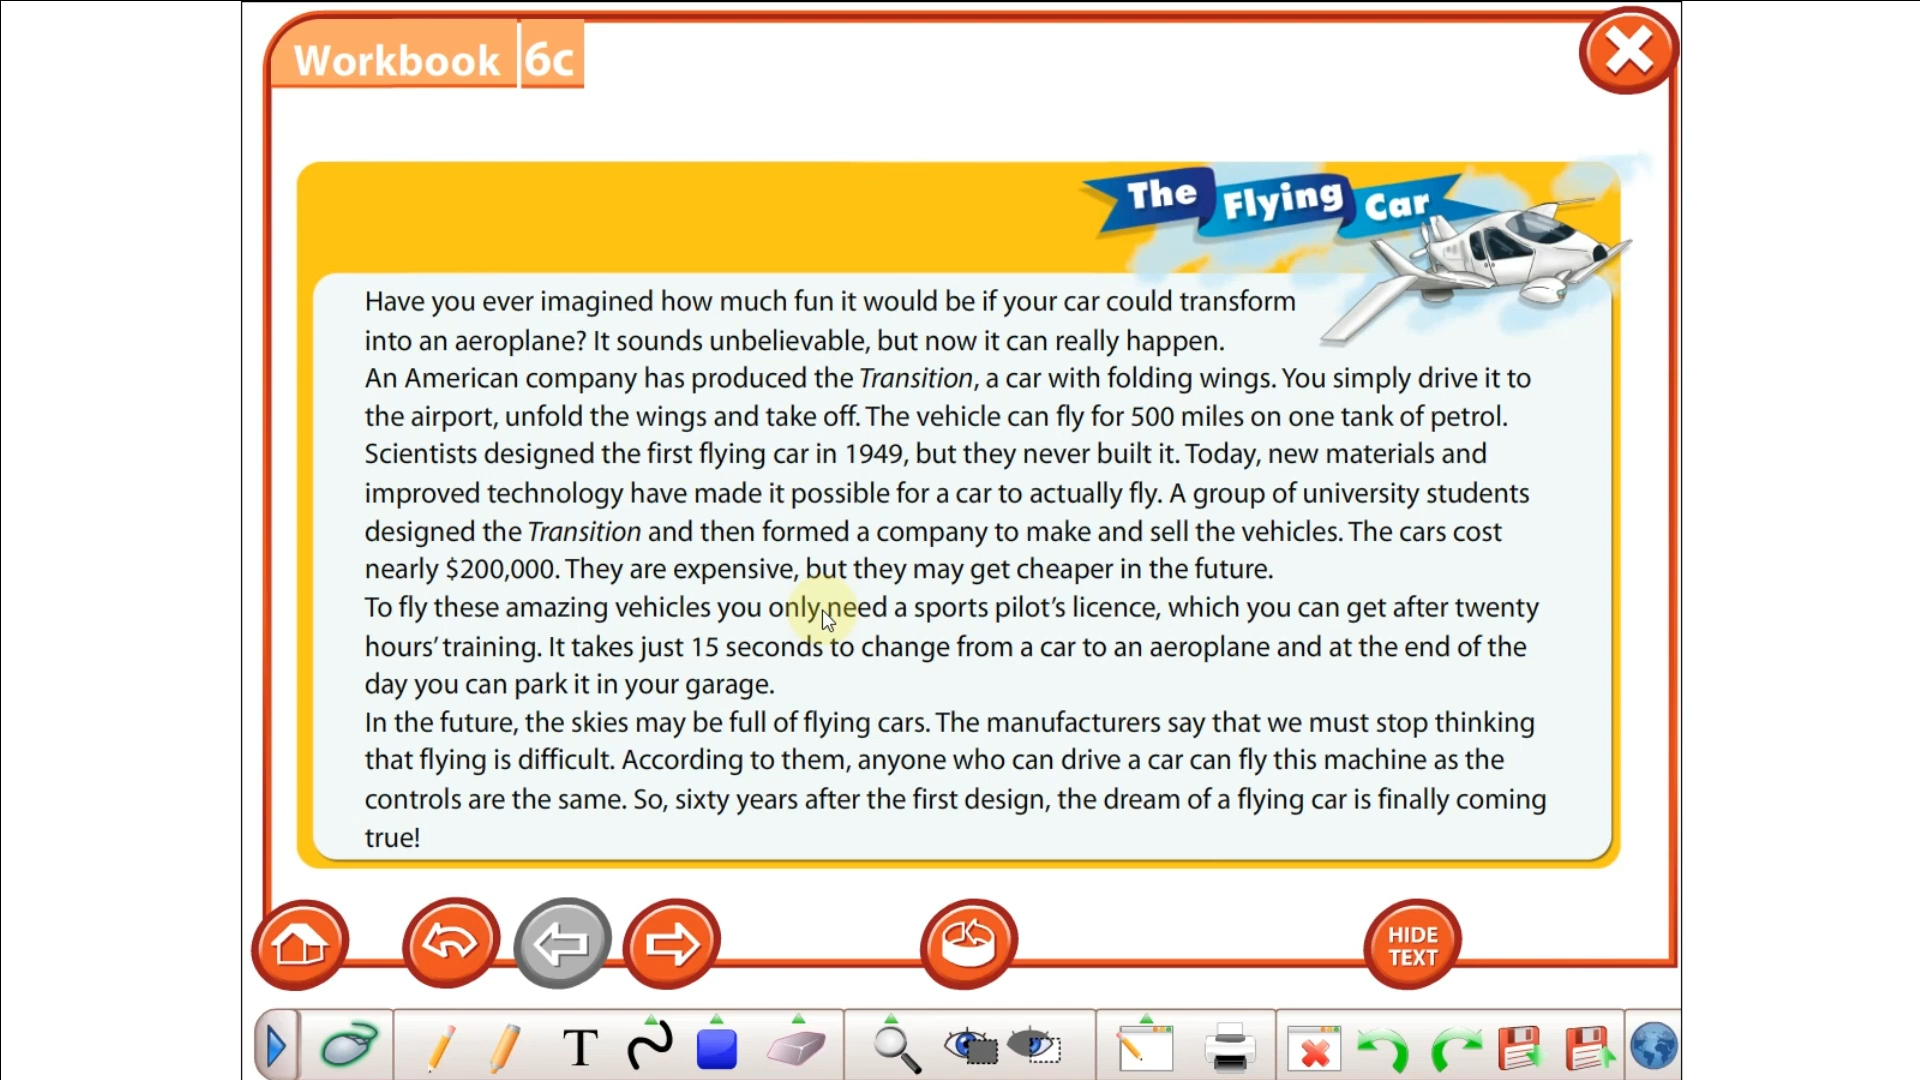 Workbook 6c
The Flying Car
Have you ever imagined how much fun it would be if your car could transform
into an aeroplane? It sounds unbelievable, but now it can really happen.
An American company has produced the Transition, a car with folding wings. You simply drive it to
the airport, unfold the wings and take off. The vehicle can fly for 500 miles on one tank of petrol.
Scientists designed the first flying car in 1949, but they never built it. Today, new materials and
improved technology have made it possible for a car to actually fly. A group of university students
designed the Transition and then formed a company to make and sell the vehicles. The cars cost
nearly $200,000. They are expensive, but they may get cheaper in the future.
To fly these amazing vehicles you only need a sports pilot's licence, which you can get after twenty
hours' training. It takes just 15 seconds to change from a car to an aeroplane and at the end of the
day you can park it in your garage.
In the future, the skies may be full of flying cars. The manufacturers say that we must stop thinking
that flying is difficult. According to them, anyone who can drive a car can fly this machine as the
controls are the same. So, sixty years after the first design, the dream of a flying car is finally coming
true!
HIDE
TEXT
T